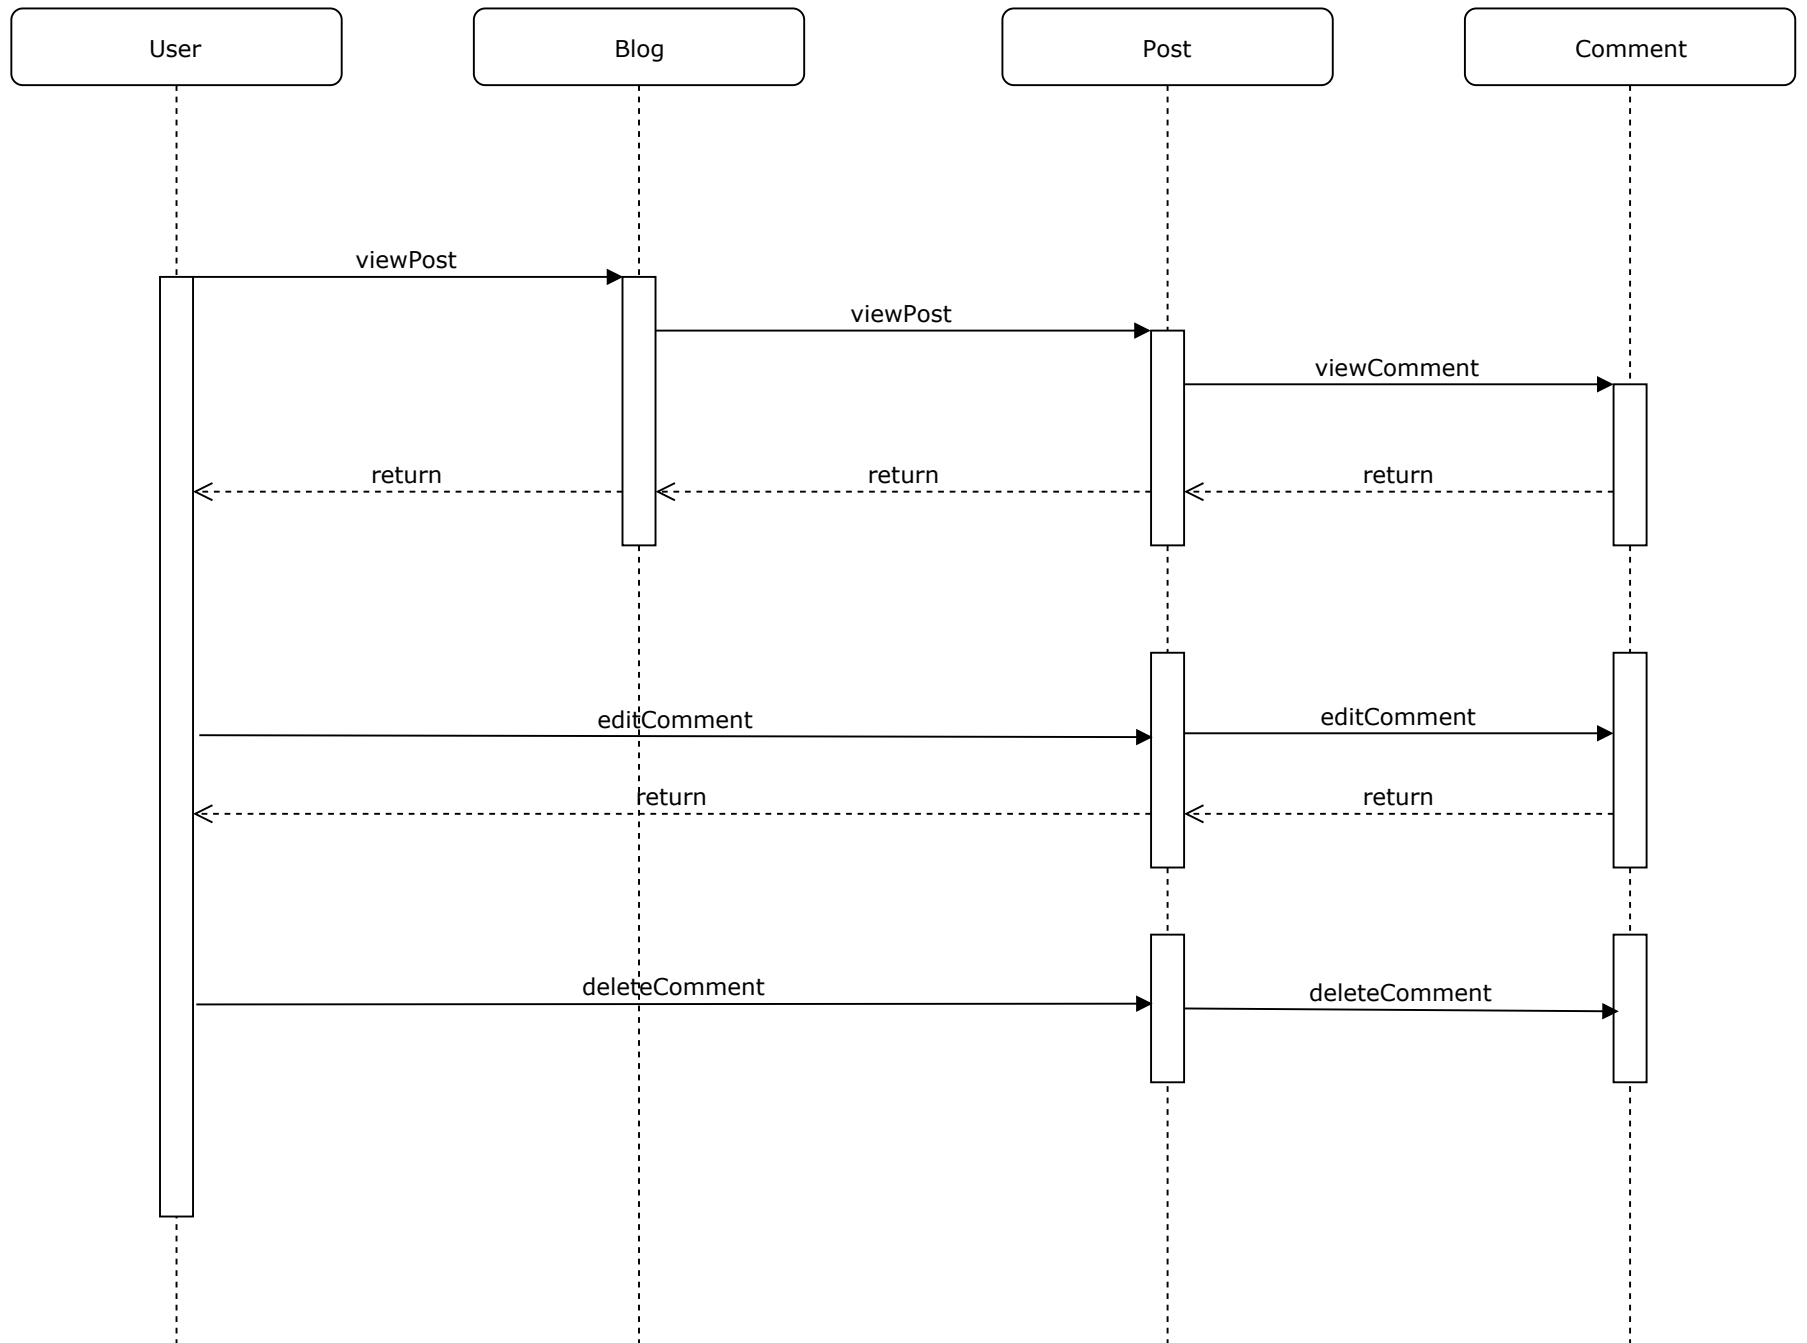 User
Blog
Post
Comment
viewPost
viewPost
viewComment
return
return
return
editComment
editComment
return
return
deleteComment
deleteComment